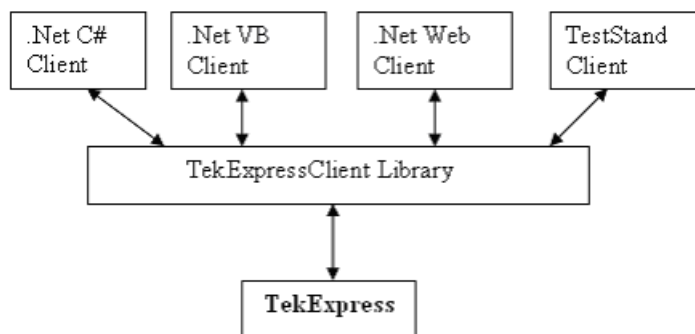 .Net C#
Client
.Net VB
Client
.Net Web
Client
TestStand
Client
TekExpressClient Library
TekExpress